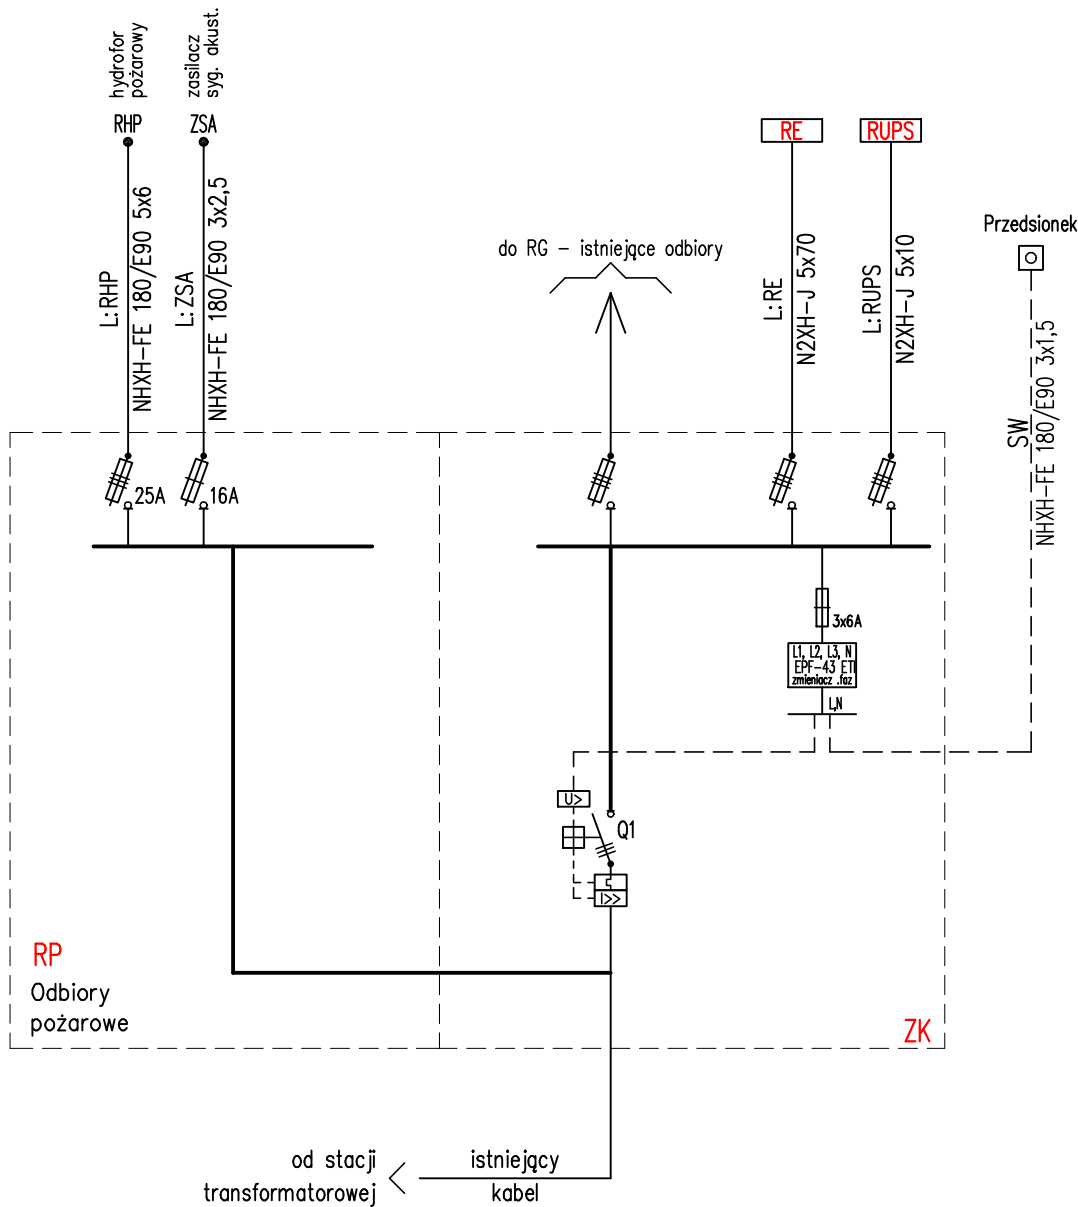 hydrofor
pożarowy
RHP
zasilacz
syg. akust.
ZSA
L:RHP
NHXH-FE 180/E90 5x6
L:ZSA
NHXH-FE 180/E90 3x2,5
25A
16A
do RG - istniejące odbiory
RE
L:RE
N2XH-J 5x70
RUPS
L:RUPS
N2XH-J 5x10
Przedsionek
SW
NHXH-FE 180/E90 3x1,5
3x6A
L1, L2, L3, N
EPF-43 ETI
zmieniacz .faz
L,N
U>
Q1
I>>
RP
Odbiory
pożarowe
ZK
od stacji
transformatorowej
istniejący
kabel